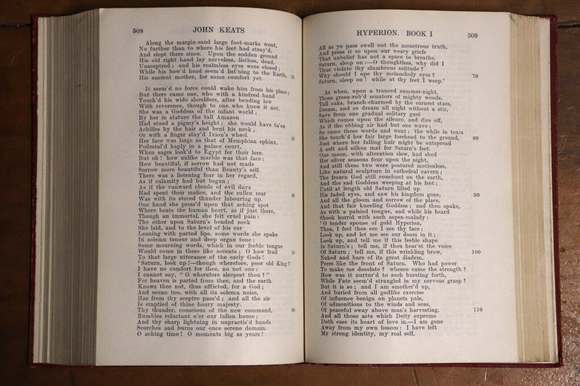 508 JOHN KEATS
Along the margin-sand large foot-marks went,
No further than to where his feet had stray'd,
And slept there since. Upon the sodden ground
His old right hand lay nerveless, listless, dead,
Unsceptred; and his realmless eyes were closed;
While his bow'd head seem'd list'ning to the Earth,
His ancient mother, for some comfort yet.
It seem'd no force could wake him from his place;
But there came one, who with a kindred hand
Touch'd his wide shoulders, after bending low
With reverence, though to one who knew it not.
She was a Goddess of the infant world;
By her in stature the tall Amazon
Had stood a pigmy's height: she would have ta'en
Achilles by the hair and bent his neck;
Or with a finger stay'd Ixion's wheel.
Her face was large as that of Memphian sphinx,
Pedestal'd haply in a palace court,
When sages look'd to Egypt for their lore.
But oh! how unlike marble was that face:
How beautiful, if sorrow had not made
Sorrow more beautiful than Beauty's self.
There was a listening fear in her regard,
As if calamity had but begun;
As if the vanward clouds of evil days
Had spent their malice, and the sullen rear
Was with its stored thunder labouring up.
One hand she press'd upon that aching spot
Where beats the human heart, as if just there,
Though an immortal, she felt cruel pain:
The other upon Saturn's bended neck
She laid, and to the level of his ear
Leaning with parted lips, some words she spake
In solemn tenour and deep organ tone:
Some mourning words, which in our feeble tongue
Would come in these like accents; O how frail
To that large utterance of the early Gods!
'Saturn, look up!—though wherefore, poor old King?
I have no comfort for thee, no not one:
I cannot say, "O wherefore sleepest thou?"
For heaven is parted from thee, and the earth
Knows thee not, thus afflicted, for a God;
And ocean too, with all its solemn noise,
Has from thy sceptre pass'd; and all the air
Is emptied of thine hoary majesty.
Thy thunder, conscious of the new command,
Rumbles reluctant o'er our fallen house;
And thy sharp lightning in unpractis'd hands
Scorches and burns our once serene domain.
O aching time! O moments big as years!
HYPERION. BOOK I 509
All as ye pass swell out the monstrous truth,
And press it so upon our weary griefs
That unbelief has not a space to breathe.
Saturn, sleep on:—O thoughtless, why did I
Thus violate thy slumbrous solitude?
Why should I ope thy melancholy eyes? 70
Saturn, sleep on! while at thy feet I weep.'
As when, upon a tranced summer-night,
Those green-rob'd senators of mighty woods,
Tall oaks, branch-charmed by the earnest stars,
Dream, and so dream all night without a stir,
Save from one gradual solitary gust
Which comes upon the silence, and dies off,
As if the ebbing air had but one wave;
So came these words and went; the while in tears
She touch'd her fair large forehead to the ground, 80
Just where her falling hair might be outspread
A soft and silken mat for Saturn's feet.
One moon, with alteration slow, had shed
Her silver seasons four upon the night,
And still these two were postured motionless,
Like natural sculpture in cathedral cavern;
The frozen God still couchant on the earth,
And the sad Goddess weeping at his feet:
Until at length old Saturn lifted up
His faded eyes, and saw his kingdom gone, 90
And all the gloom and sorrow of the place,
And that fair kneeling Goddess; and then spake,
As with a palsied tongue, and while his beard
Shook horrid with such aspen-malady:
'O tender spouse of gold Hyperion,
Thea, I feel thee ere I see thy face;
Look up, and let me see our doom in it;
Look up, and tell me if this feeble shape
Is Saturn's; tell me, if thou hear'st the voice
Of Saturn; tell me, if this wrinkling brow, 100
Naked and bare of its great diadem,
Peers like the front of Saturn. Who had power
To make me desolate? whence came the strength?
How was it nurtur'd to such bursting forth,
While Fate seem'd strangled in my nervous grasp?
But it is so; and I am smother'd up,
And buried from all godlike exercise
Of influence benign on planets pale,
Of admonitions to the winds and seas,
Of peaceful sway above man's harvesting, 110
And all those acts which Deity supreme
Doth ease its heart of love in.—I am gone
Away from my own bosom: I have left
My strong identity, my real self,